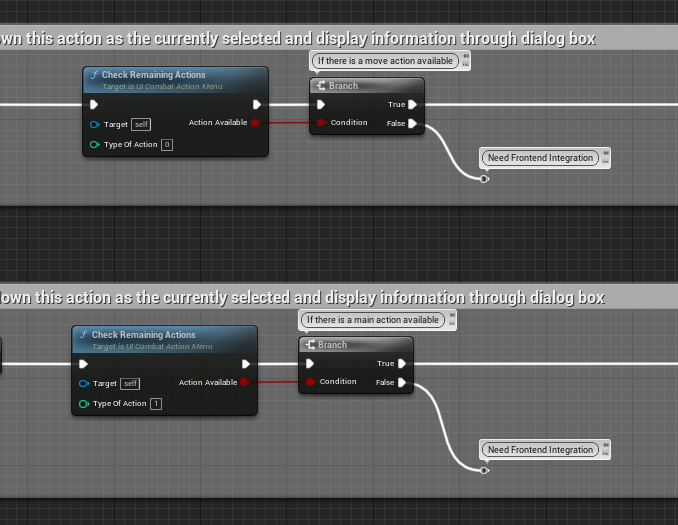 own this action as the currently selected and display information through dialog box
If there is a move action available
Check Remaining Actions
Target is UI Combat Action Menu
Branch
True
Target self
Action Available
Condition
False
Type Of Action 0
Need Frontend Integration
own this action as the currently selected and display information through dialog box
If there is a main action available
Check Remaining Actions
Target is UI Combat Action Menu
Branch
True
Target self
Action Available
Condition
False
Type Of Action 1
Need Frontend Integration